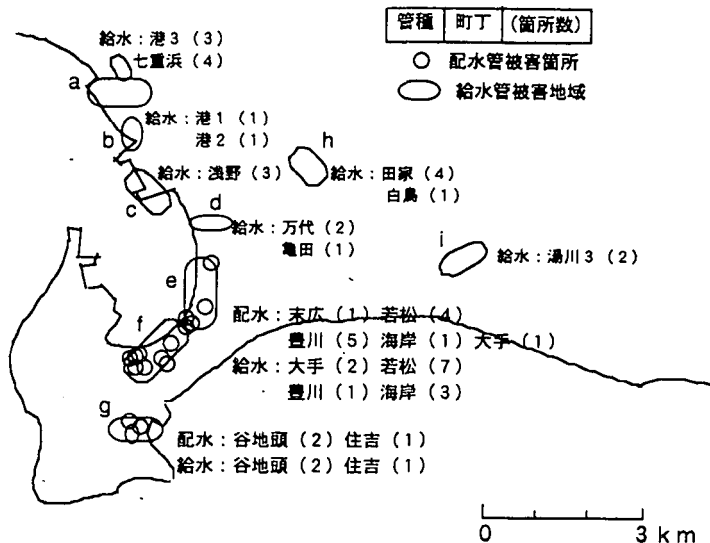 管種 町丁 (箇所数)
配水管被害箇所
給水管被害地域
給水：港３（３）
七重浜（４）
a
b
給水：港１（１）
港２（１）
h
給水：浅野（３）
給水：田家（４）
白鳥（１）
c
d
給水：万代（２）
亀田（１）
i
給水：湯川３（２）
e
f
配水：末広（１）若松（４）
豊川（５）海岸（１）大手（１）
給水：大手（２）若松（７）
豊川（１）海岸（３）
g
配水：谷地頭（２）住吉（１）
給水：谷地頭（２）住吉（１）
0 3 km